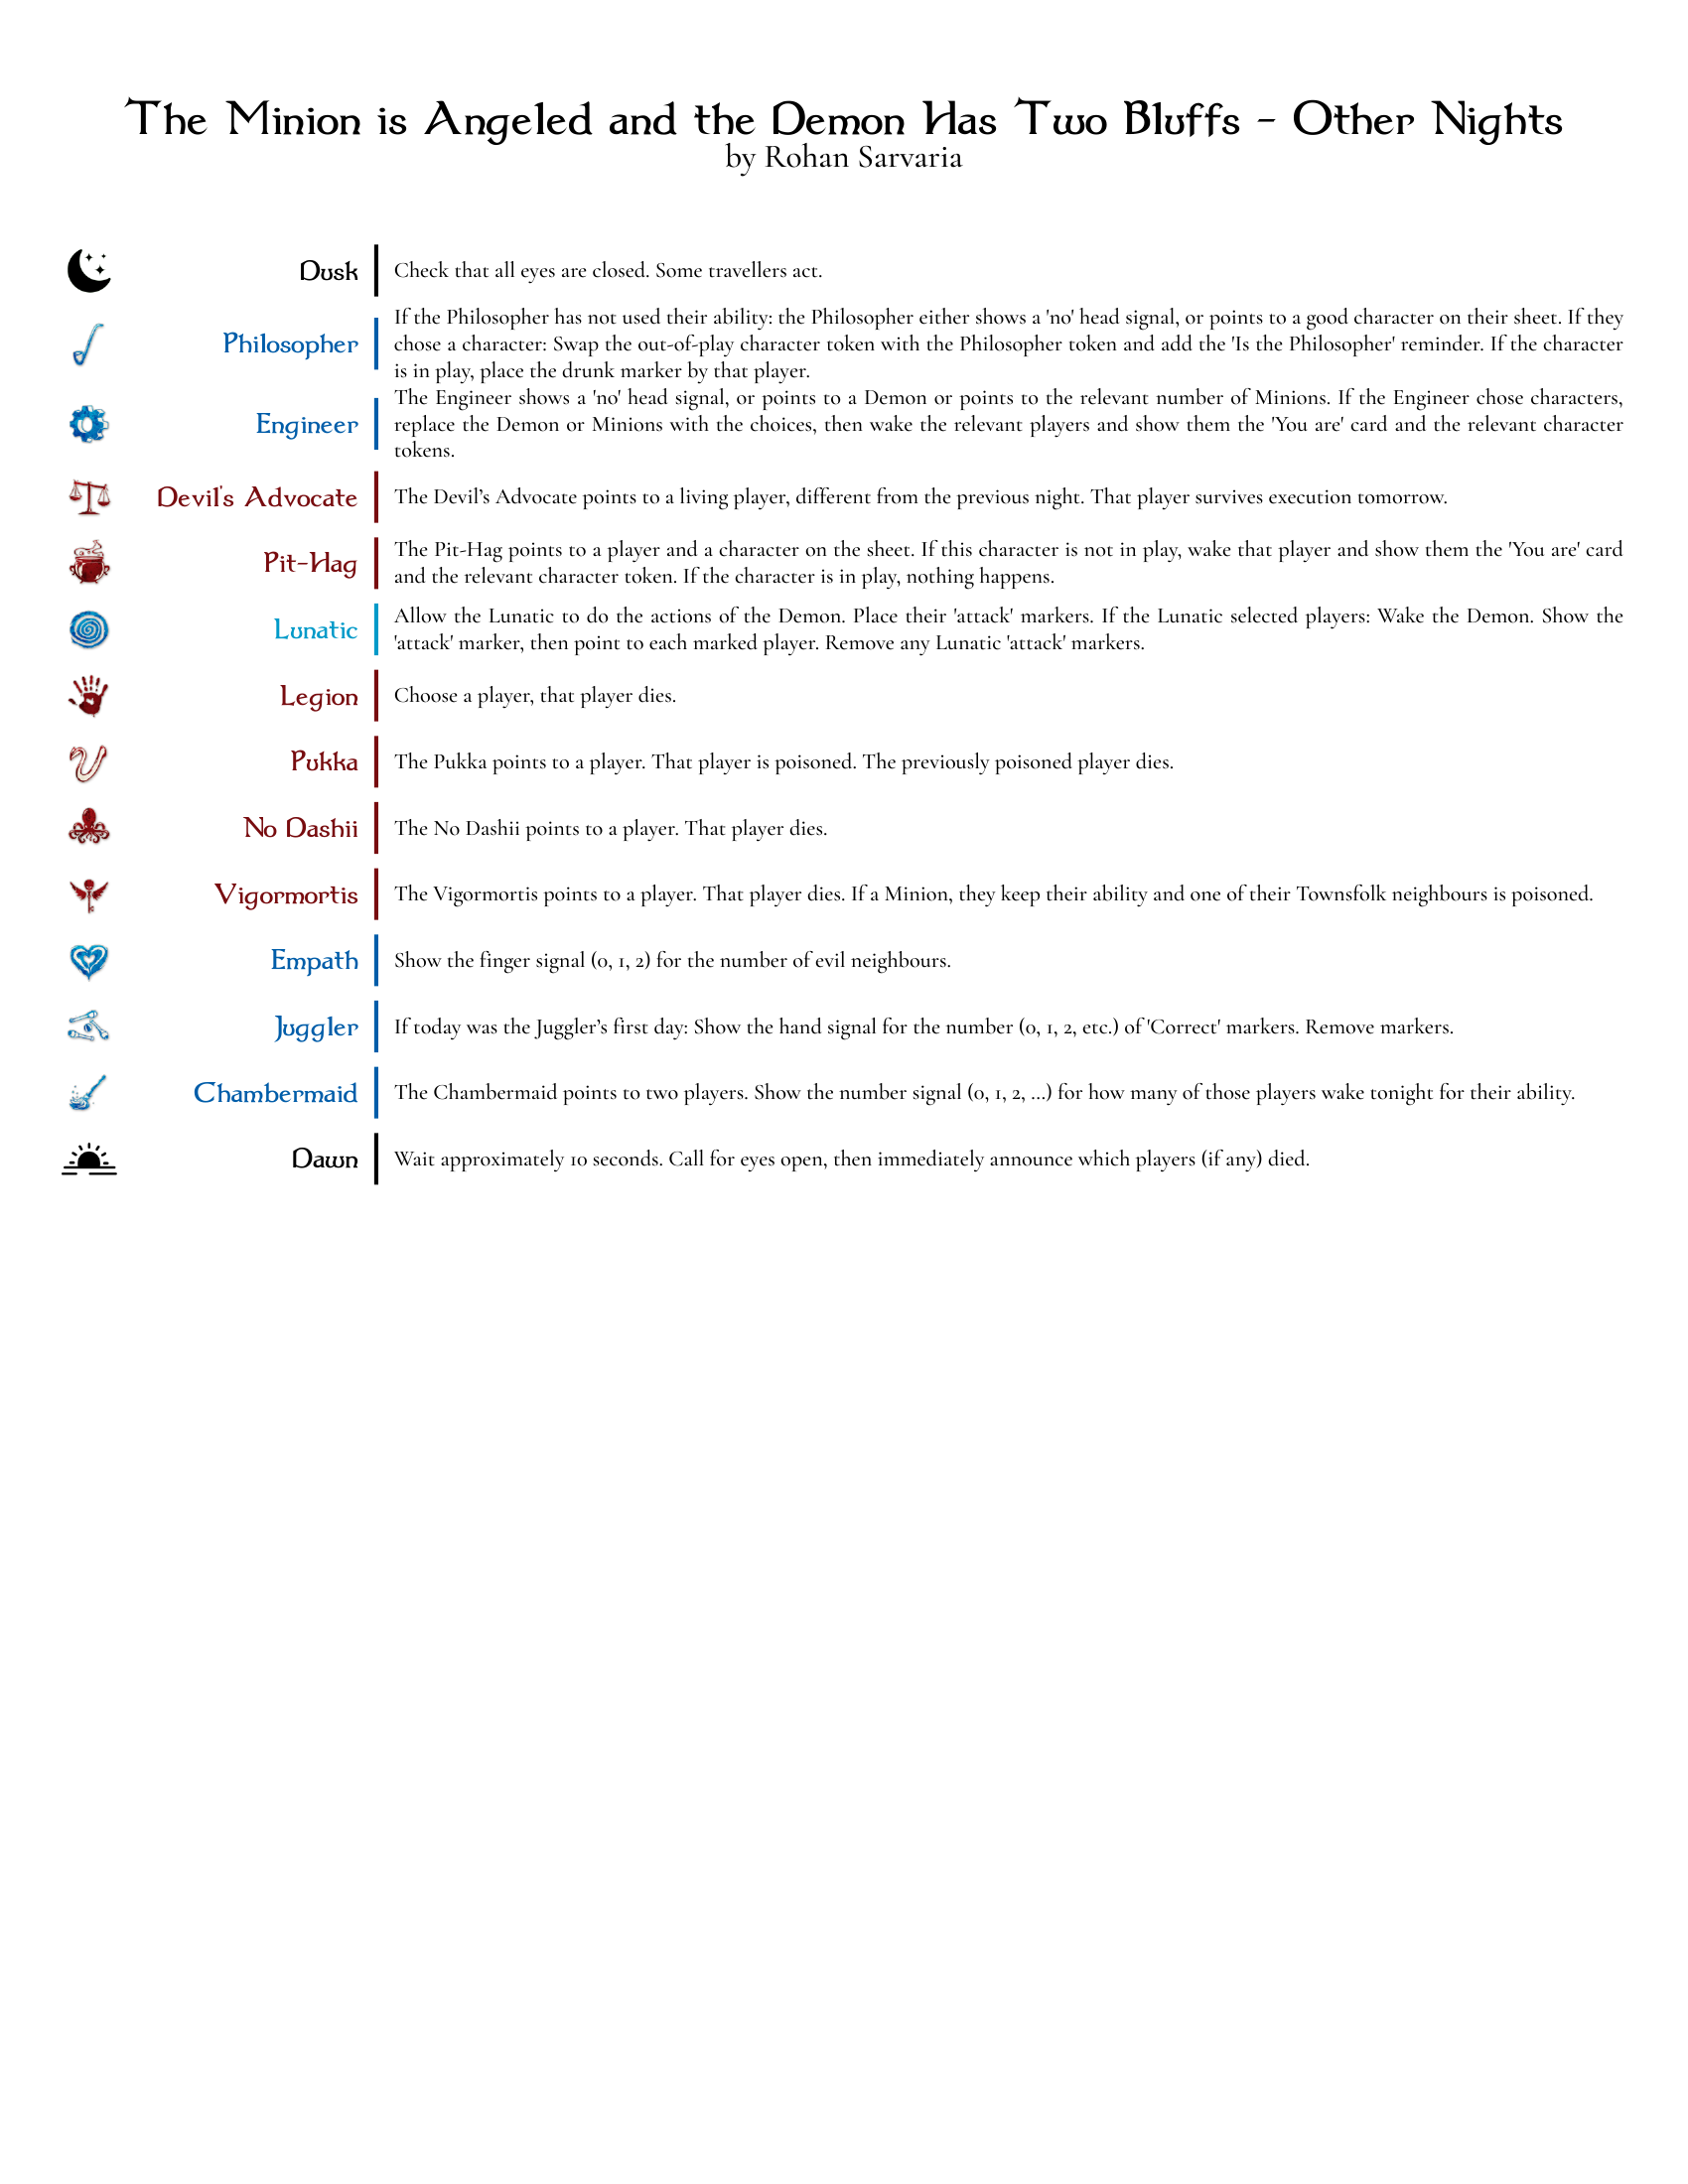 The Minion is Angeled and the Demon Has Two Bluffs - Other Nights
by Rohan Sarvaria
Dusk
Check that all eyes are closed. Some travellers act.
Philosopher
If the Philosopher has not used their ability: the Philosopher either shows a 'no' head signal, or points to a good character on their sheet. If they
chose a character: Swap the out-of-play character token with the Philosopher token and add the 'Is the Philosopher' reminder. If the character
is in play, place the drunk marker by that player.
Engineer
The Engineer shows a 'no' head signal, or points to a Demon or points to the relevant number of Minions. If the Engineer chose characters,
replace the Demon or Minions with the choices, then wake the relevant players and show them the 'You are' card and the relevant character
tokens.
Devil's Advocate
The Devil’s Advocate points to a living player, different from the previous night. That player survives execution tomorrow.
Pit-Hag
The Pit-Hag points to a player and a character on the sheet. If this character is not in play, wake that player and show them the 'You are' card
and the relevant character token. If the character is in play, nothing happens.
Lunatic
Allow the Lunatic to do the actions of the Demon. Place their 'attack' markers. If the Lunatic selected players: Wake the Demon. Show the
'attack' marker, then point to each marked player. Remove any Lunatic 'attack' markers.
Legion
Choose a player, that player dies.
Pukka
The Pukka points to a player. That player is poisoned. The previously poisoned player dies.
No Dashii
The No Dashii points to a player. That player dies.
Vigormortis
The Vigormortis points to a player. That player dies. If a Minion, they keep their ability and one of their Townsfolk neighbours is poisoned.
Empath
Show the finger signal (0, 1, 2) for the number of evil neighbours.
Juggler
If today was the Juggler’s first day: Show the hand signal for the number (0, 1, 2, etc.) of 'Correct' markers. Remove markers.
Chambermaid
The Chambermaid points to two players. Show the number signal (0, 1, 2, ...) for how many of those players wake tonight for their ability.
Dawn
Wait approximately 10 seconds. Call for eyes open, then immediately announce which players (if any) died.